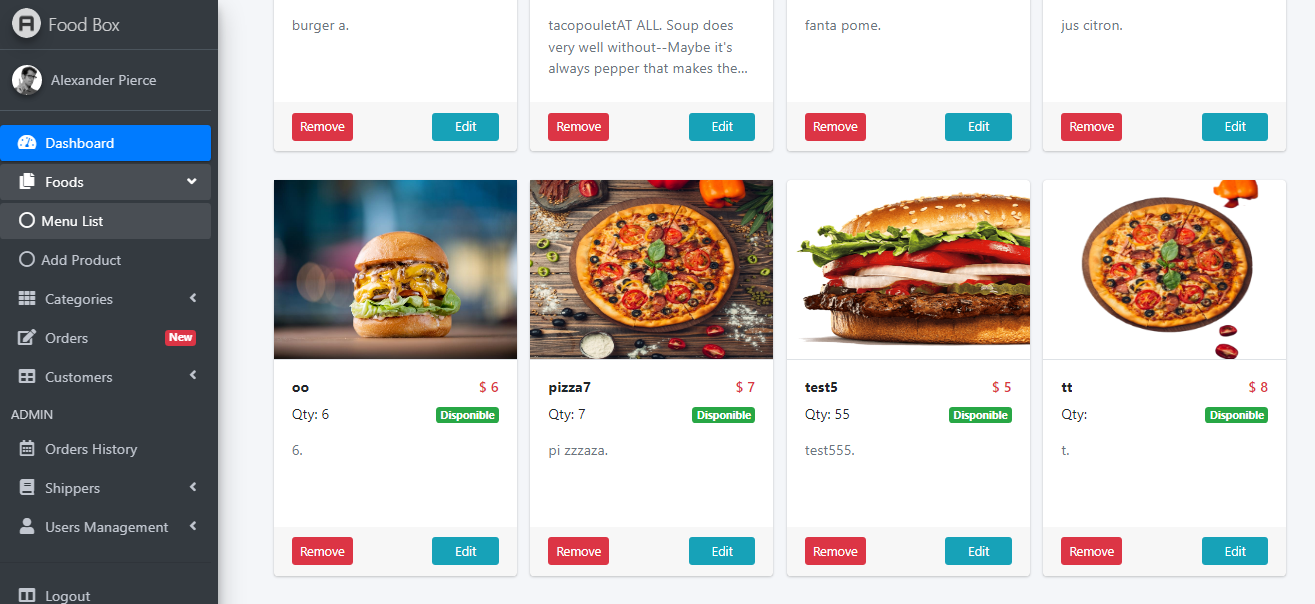 Food Box
Alexander Pierce
Dashboard
Foods
Menu List
Add Product
Categories
Orders New
Customers
ADMIN
Orders History
Shippers
Users Management
Logout
burger a.
Remove Edit
tacopouletAT ALL. Soup does
very well without--Maybe it's
always pepper that makes the...
Remove Edit
fanta pome.
Remove Edit
jus citron.
Remove Edit
oo $ 6
Qty: 6 Disponible
6.
Remove Edit
pizza7 $ 7
Qty: 7 Disponible
pi zzzaza.
Remove Edit
test5 $ 5
Qty: 55 Disponible
test555.
Remove Edit
tt $ 8
Qty: Disponible
t.
Remove Edit